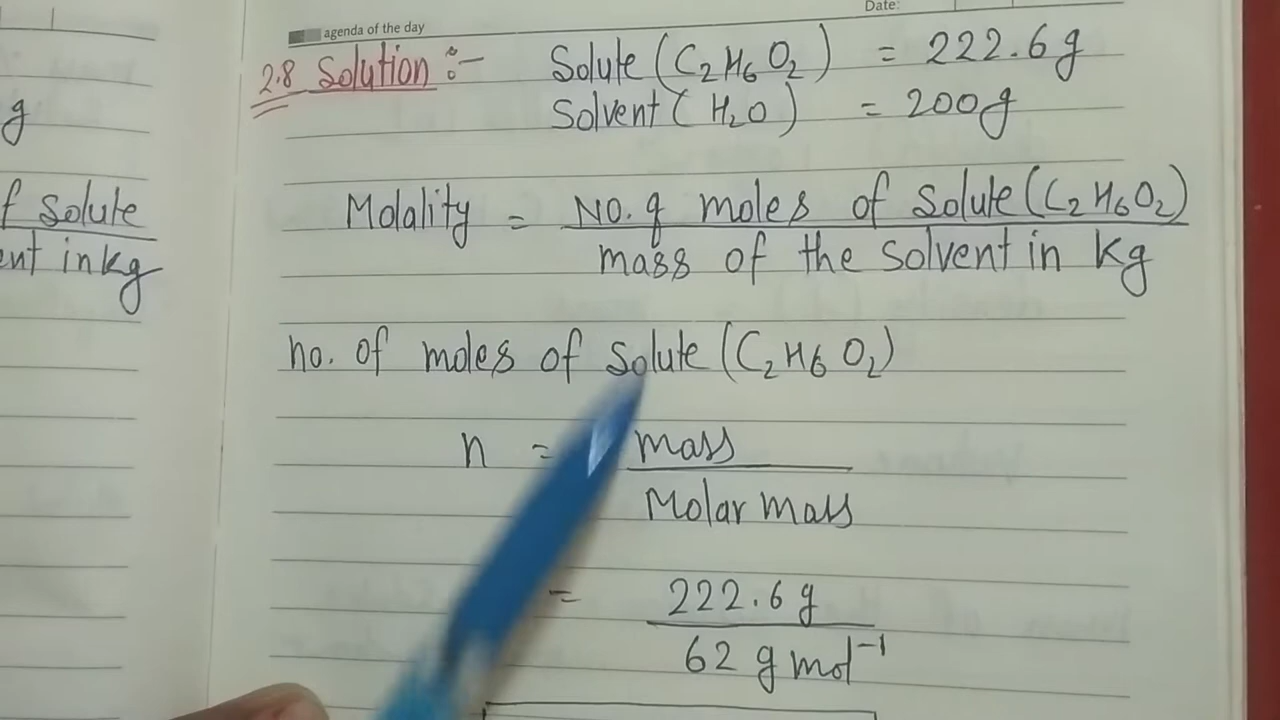 Date:
agenda of the day
2.8 Solution :- Solute (C₂H₆O₂) = 222.6 g
Solvent (H₂O) = 200g
g
f Solute
ent in kg
Molality = No. of moles of Solute (C₂H₆O₂)
mass of the solvent in kg
no. of moles of Solute (C₂H₆O₂)
n = mass
Molar mass
= 222.6 g
62 g mol⁻¹